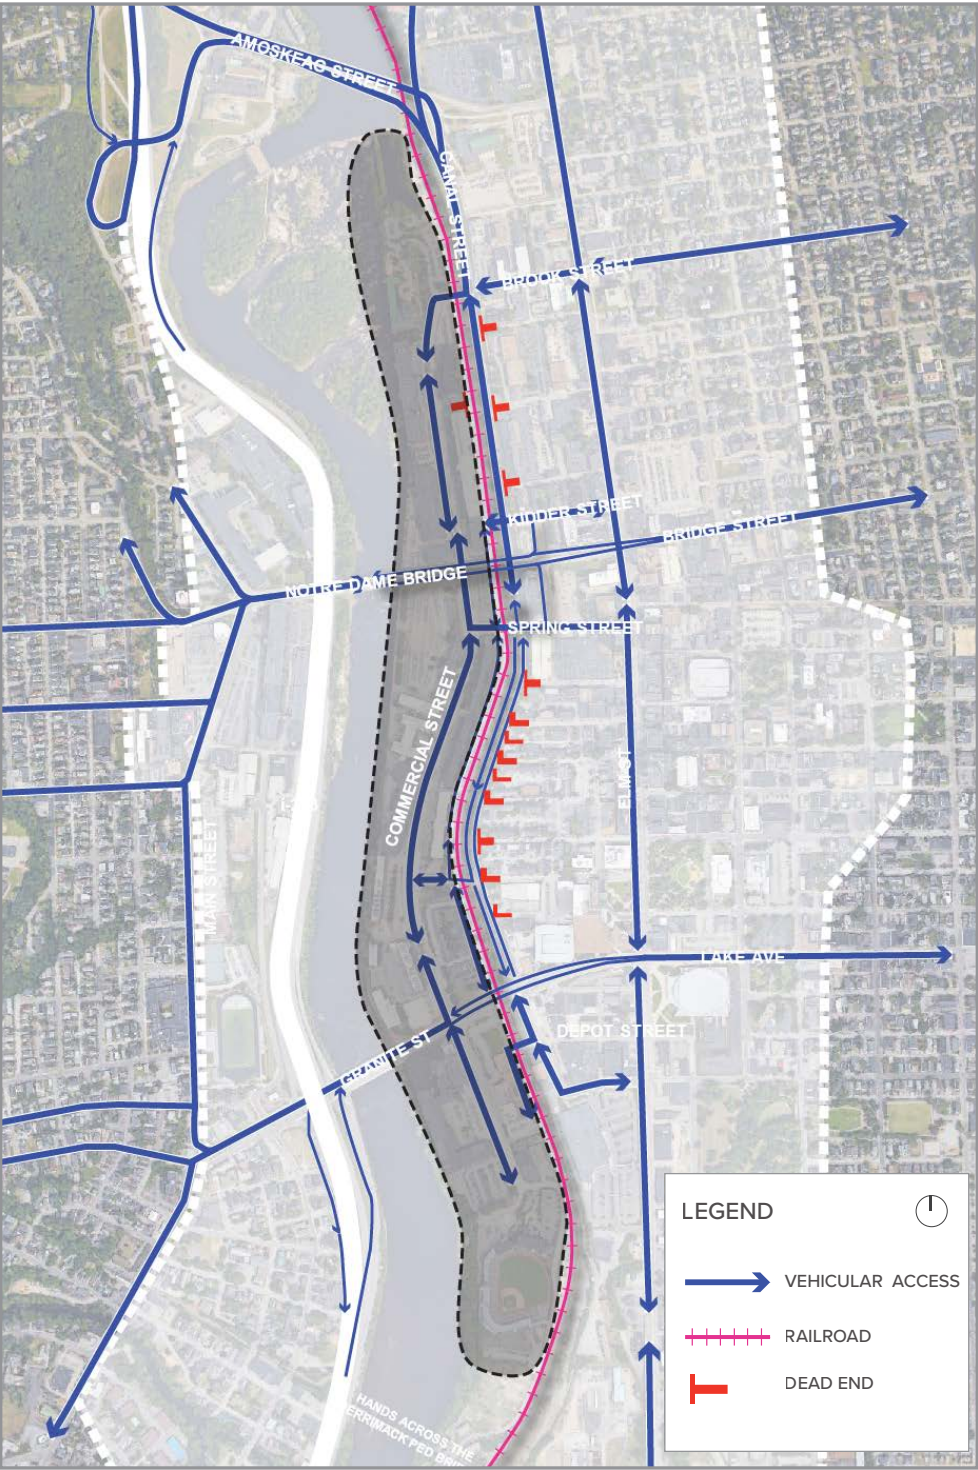 AMOSKEAG STREET
CANAL STREET
BROOK STREET
KIDDER STREET
BRIDGE STREET
NOTRE DAME BRIDGE
SPRING STREET
COMMERCIAL STREET
ELM ST
MAIN STREET
LAKE AVE
DEPOT STREET
GRANITE ST
HANDS ACROSS THE
MERRIMACK PED
LEGEND
VEHICULAR ACCESS
RAILROAD
DEAD END